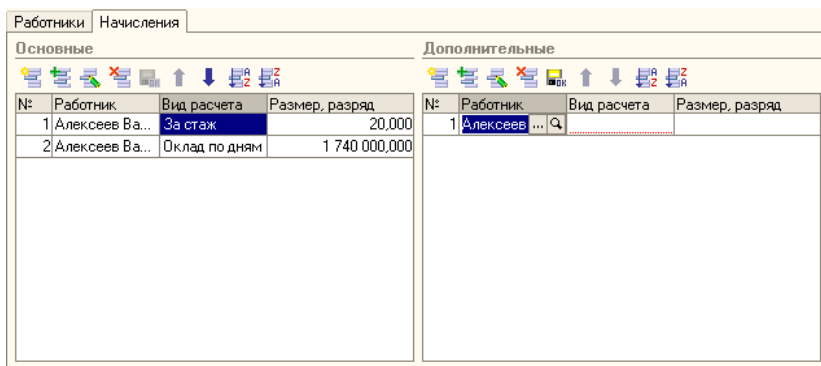 Работники Начисления
Основные Дополнительные
№ Работник Вид расчета Размер, разряд № Работник Вид расчета Размер, разряд
1 Алексеев Ва... За стаж 20,000 1 Алексеев ...
2 Алексеев Ва... Оклад по дням 1 740 000,000